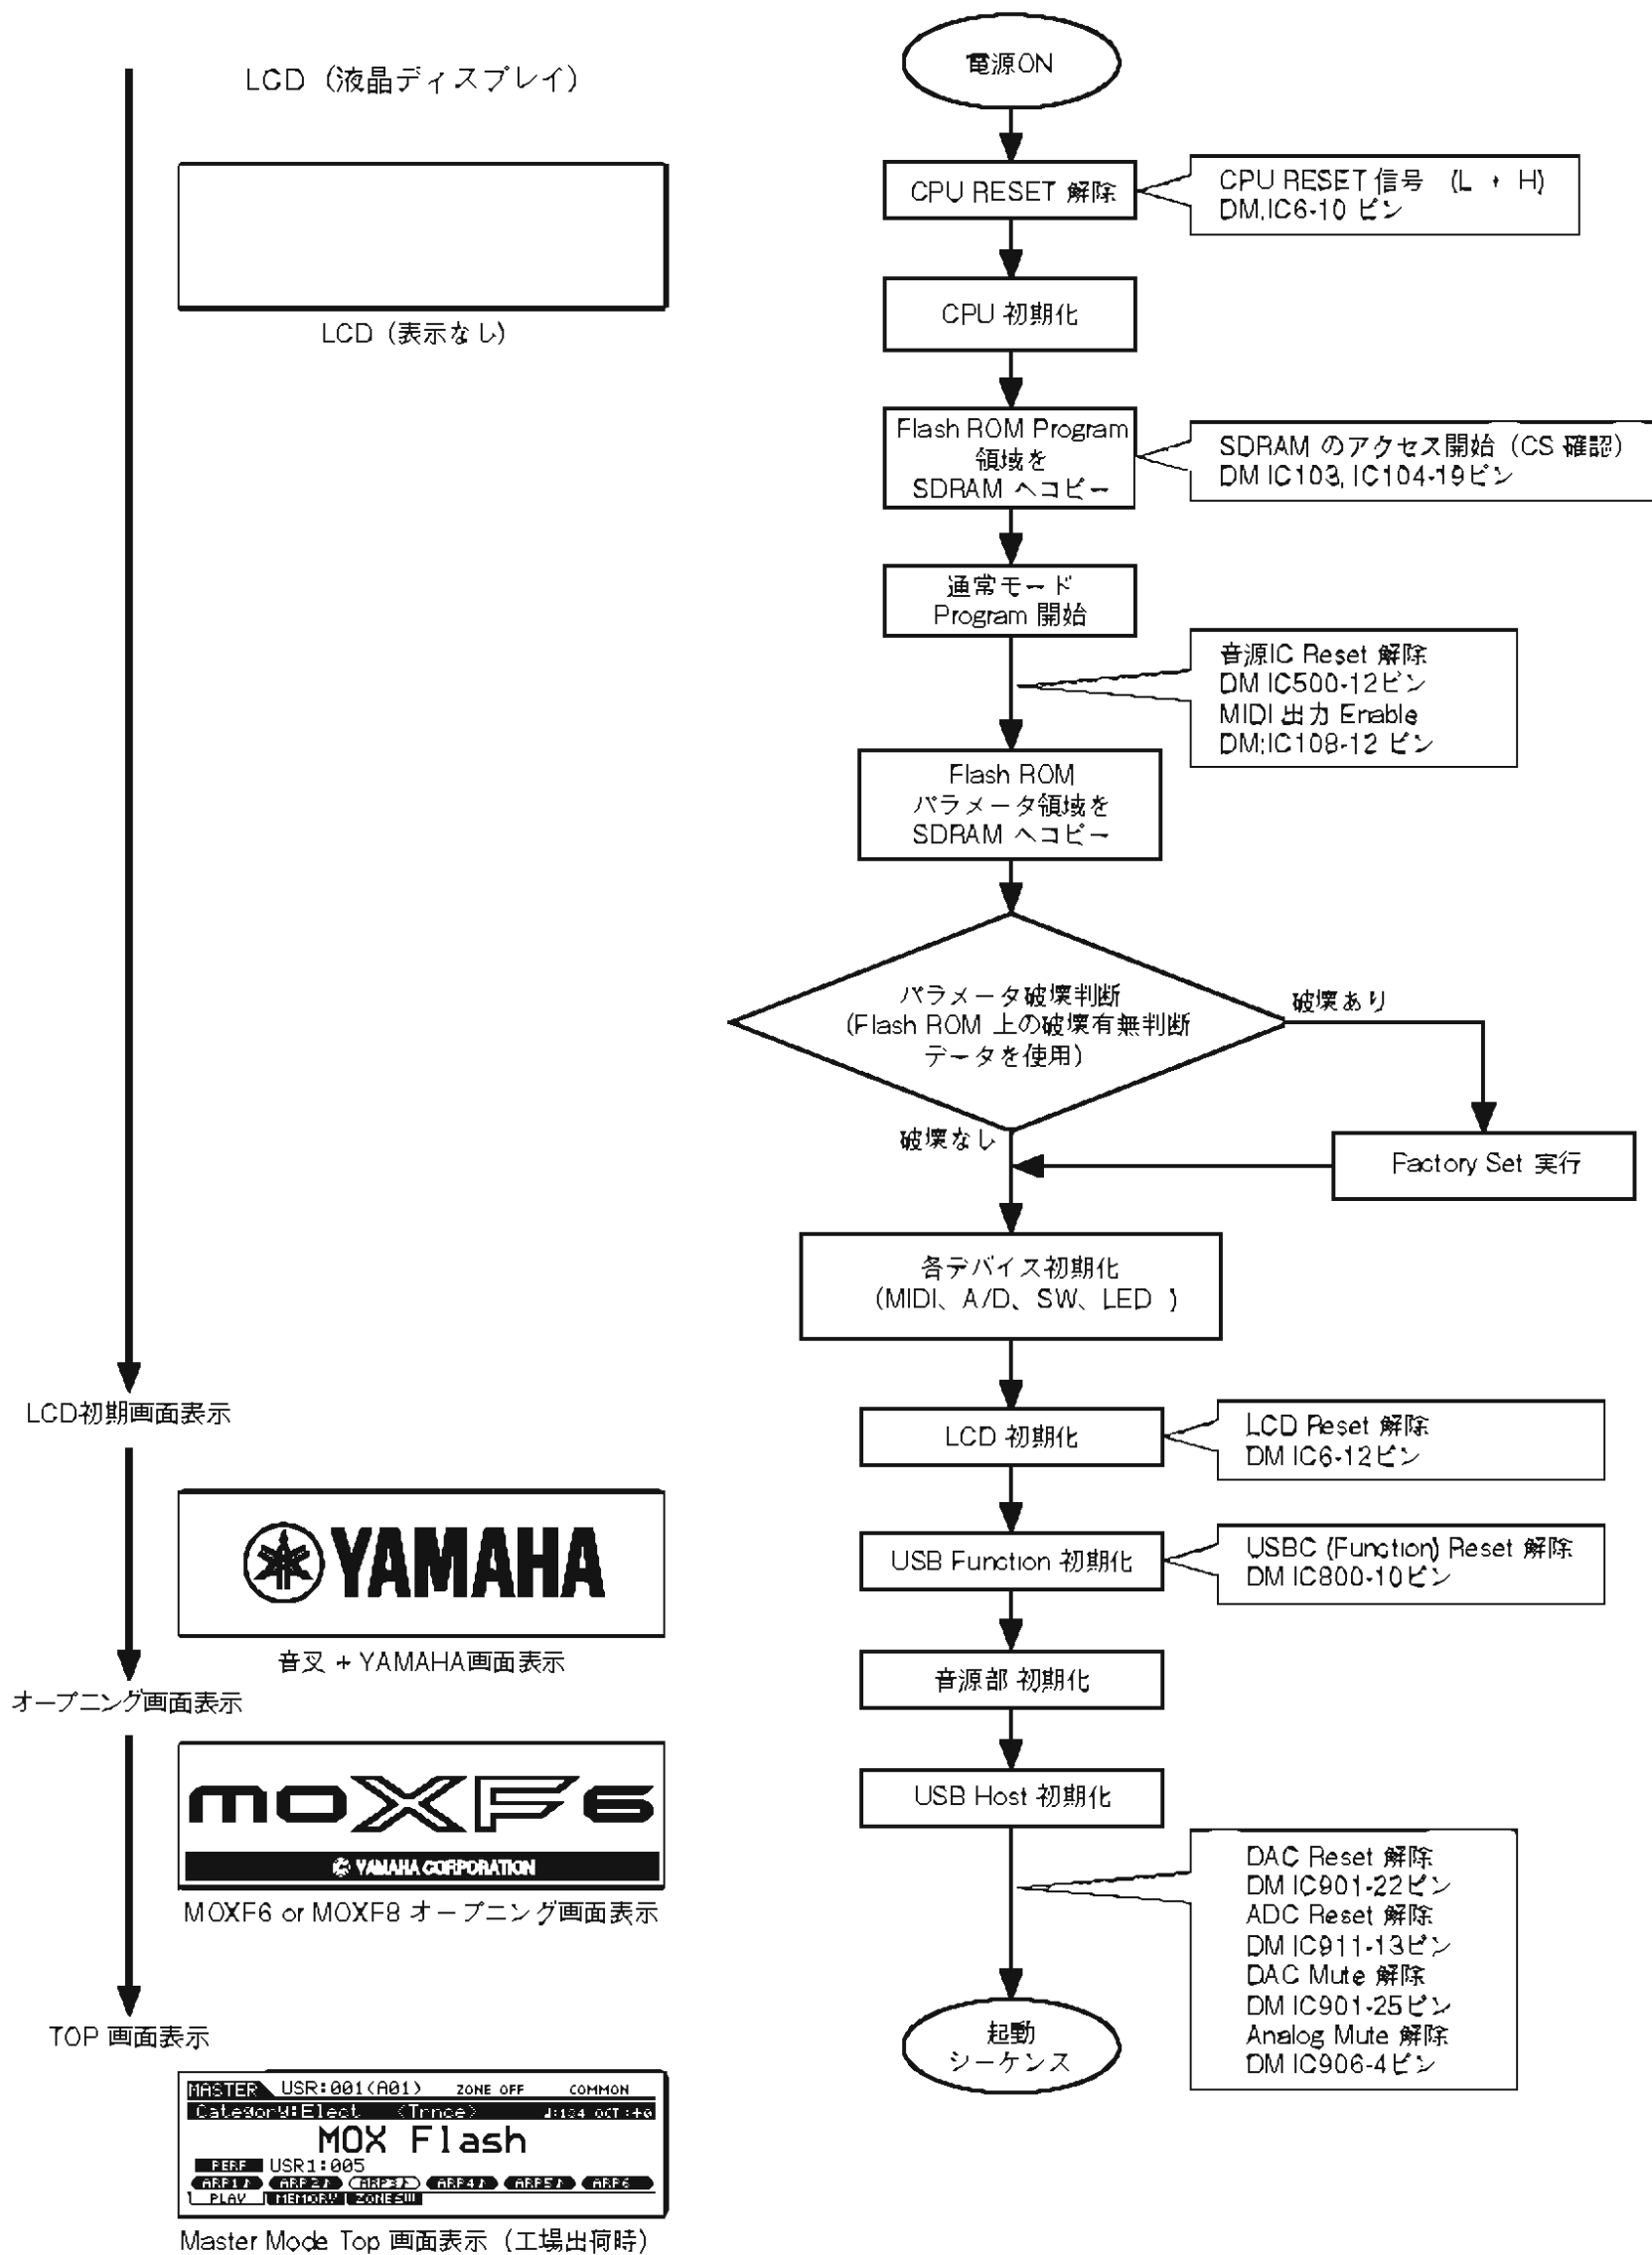 LCD（液晶ディスプレイ）
LCD（表示なし）
LCD初期画面表示
YAMAHA
音叉 + YAMAHA画面表示
オープニング画面表示
MOXF6
YAMAHA CORPORATION
MOXF6 or MOXF8 オープニング画面表示
TOP 画面表示
MASTER USR:001(A01) ZONE OFF COMMON
Category:Elect (Trnce) OCT:+0
MOX Flash
PERF USR1:005
ARP1♪ ARP2♪ ARP3♪ ARP4♪ ARP5♪ ARP6
PLAY MEMORY ZONESW
Master Mode Top 画面表示（工場出荷時）
電源ON
CPU RESET 解除
CPU RESET 信号 (L → H)
DM,IC6-10 ピン
CPU 初期化
Flash ROM Program
領域を
SDRAM へコピー
SDRAM のアクセス開始（CS 確認）
DM IC103, IC104-19ピン
通常モード
Program 開始
音源IC Reset 解除
DM IC500-12ピン
MIDI 出力 Enable
DM;IC108-12 ピン
Flash ROM
パラメータ領域を
SDRAM へコピー
パラメータ破壊判断
(Flash ROM 上の破壊有無判断
データを使用)
破壊あり
破壊なし
Factory Set 実行
各デバイス初期化
(MIDI、A/D、SW、LED )
LCD 初期化
LCD Reset 解除
DM IC6-12ピン
USB Function 初期化
USBC (Function) Reset 解除
DM IC800-10ピン
音源部 初期化
USB Host 初期化
DAC Reset 解除
DM IC901-22ピン
ADC Reset 解除
DM IC911-13ピン
DAC Mute 解除
DM IC901-25ピン
Analog Mute 解除
DM IC906-4ピン
起動
シーケンス